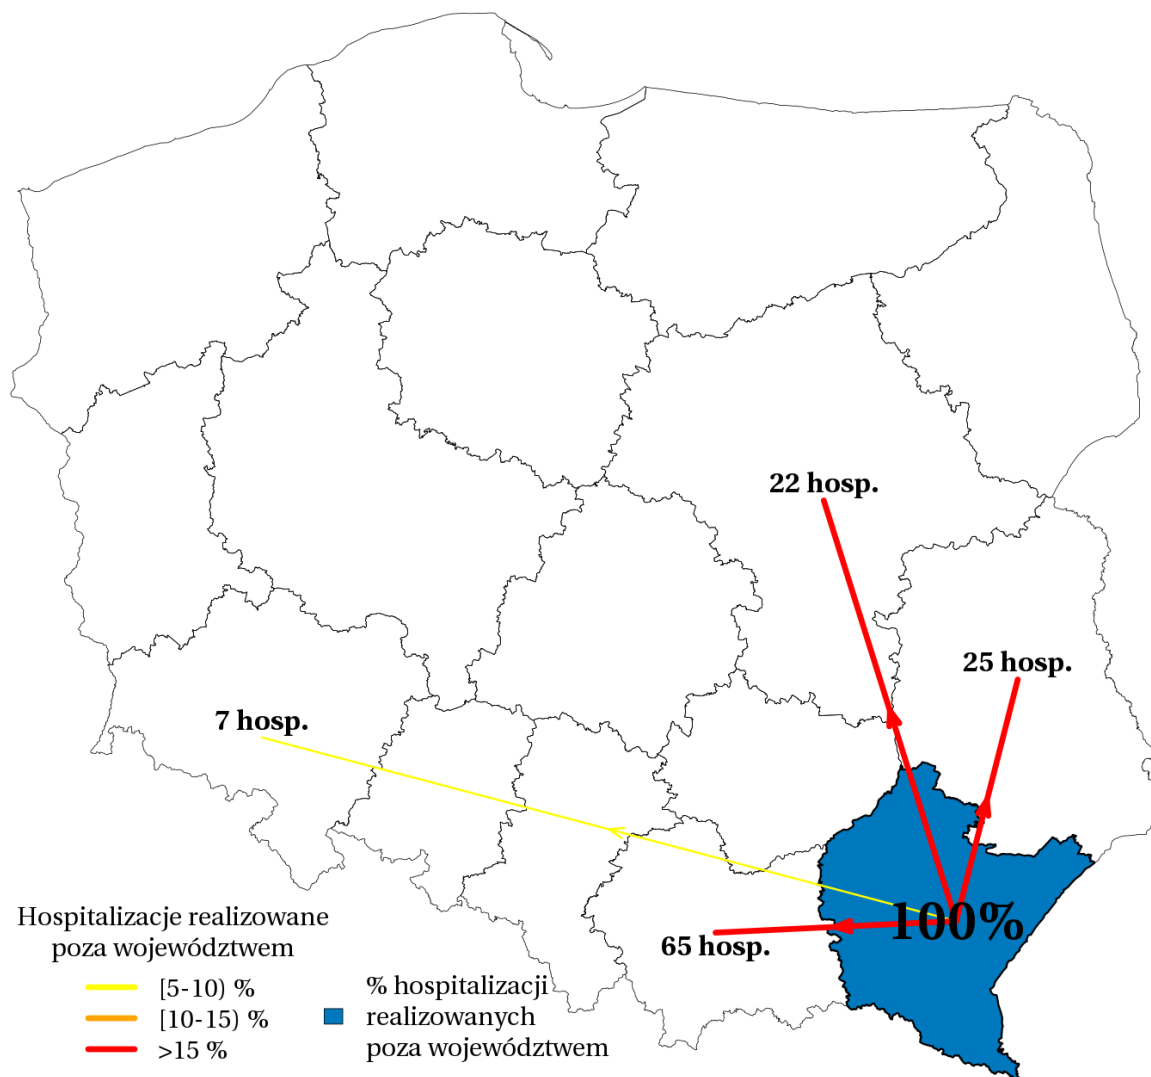 22 hosp.
25 hosp.
7 hosp.
100%
65 hosp.
Hospitalizacje realizowane
poza województwem
[5-10) %
[10-15) %
>15 %
% hospitalizacji
realizowanych
poza województwem